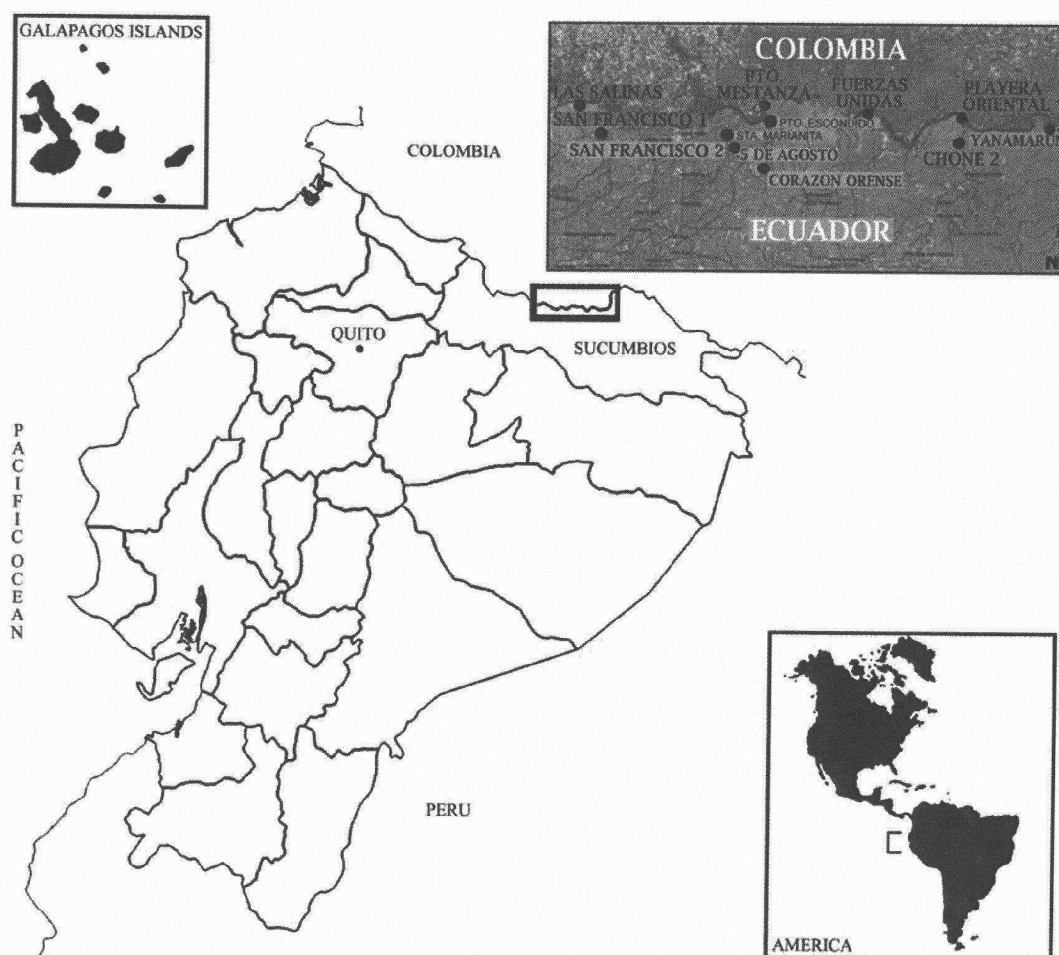 GALAPAGOS ISLANDS
COLOMBIA
COLOMBIA
PTO
MESTANZA
FUERZAS
UNIDAS
PLAYERA
ORIENTAL
LAS SALINAS
SAN FRANCISCO 1
PTO. ESCONDIDO
STA MARIANITA
SAN FRANCISCO 2
5 DE AGOSTO
CORAZON ORENSE
YANAMARUM
CHONE 2
ECUADOR
N
QUITO
SUCUMBIOS
PACIFIC OCEAN
PERU
AMERICA